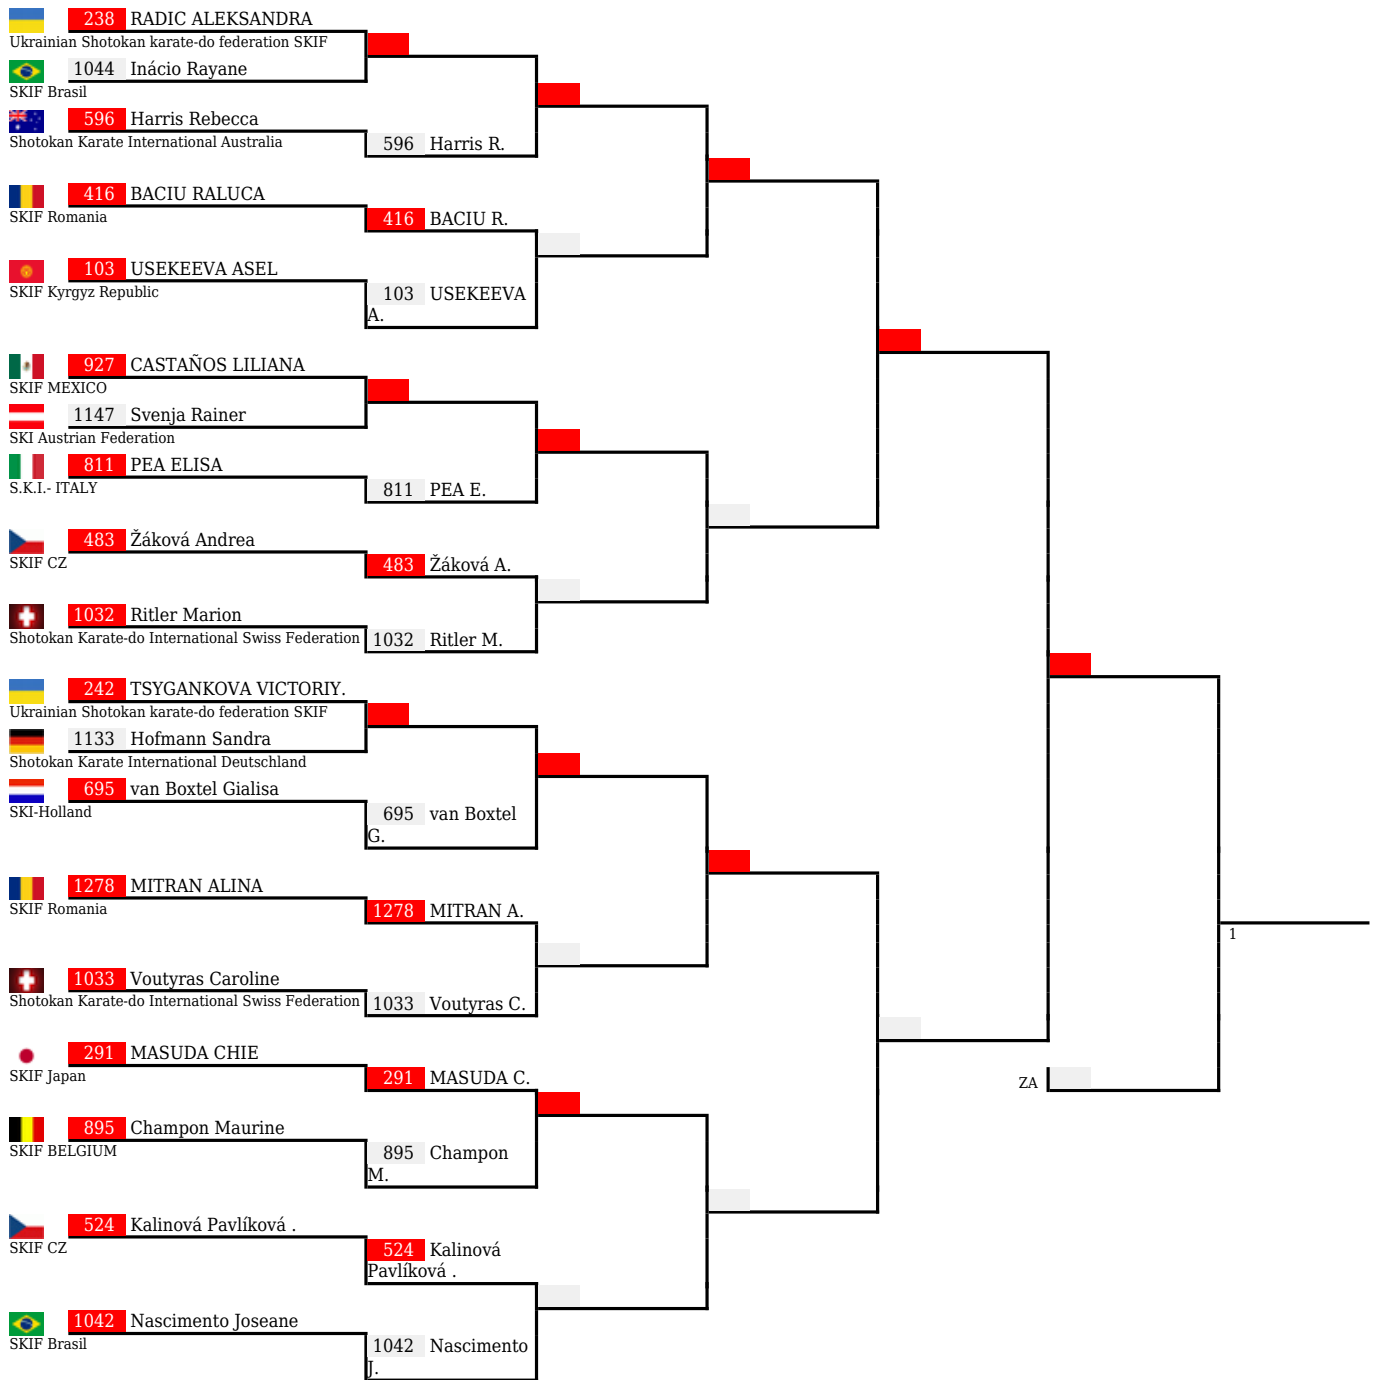 238 RADIC ALEKSANDRA
Ukrainian Shotokan karate-do federation SKIF
1044 Inácio Rayane
SKIF Brasil
596 Harris Rebecca
Shotokan Karate International Australia
596 Harris R.
416 BACIU RALUCA
SKIF Romania
416 BACIU R.
103 USEKEEVA ASEL
SKIF Kyrgyz Republic
103 USEKEEVA
A.
927 CASTAÑOS LILIANA
SKIF MEXICO
1147 Svenja Rainer
SKI Austrian Federation
811 PEA ELISA
S.K.I.- ITALY
811 PEA E.
483 Žáková Andrea
SKIF CZ
483 Žáková A.
1032 Ritler Marion
Shotokan Karate-do International Swiss Federation
1032 Ritler M.
242 TSYGANKOVA VICTORIY.
Ukrainian Shotokan karate-do federation SKIF
1133 Hofmann Sandra
Shotokan Karate International Deutschland
695 van Boxtel Gialisa
SKI-Holland
695 van Boxtel
G.
1278 MITRAN ALINA
SKIF Romania
1278 MITRAN A.
1
1033 Voutyras Caroline
Shotokan Karate-do International Swiss Federation
1033 Voutyras C.
291 MASUDA CHIE
SKIF Japan
291 MASUDA C.
ZA
895 Champon Maurine
SKIF BELGIUM
895 Champon
M.
524 Kalinová Pavlíková .
SKIF CZ
524 Kalinová
Pavlíková .
1042 Nascimento Joseane
SKIF Brasil
1042 Nascimento
J.